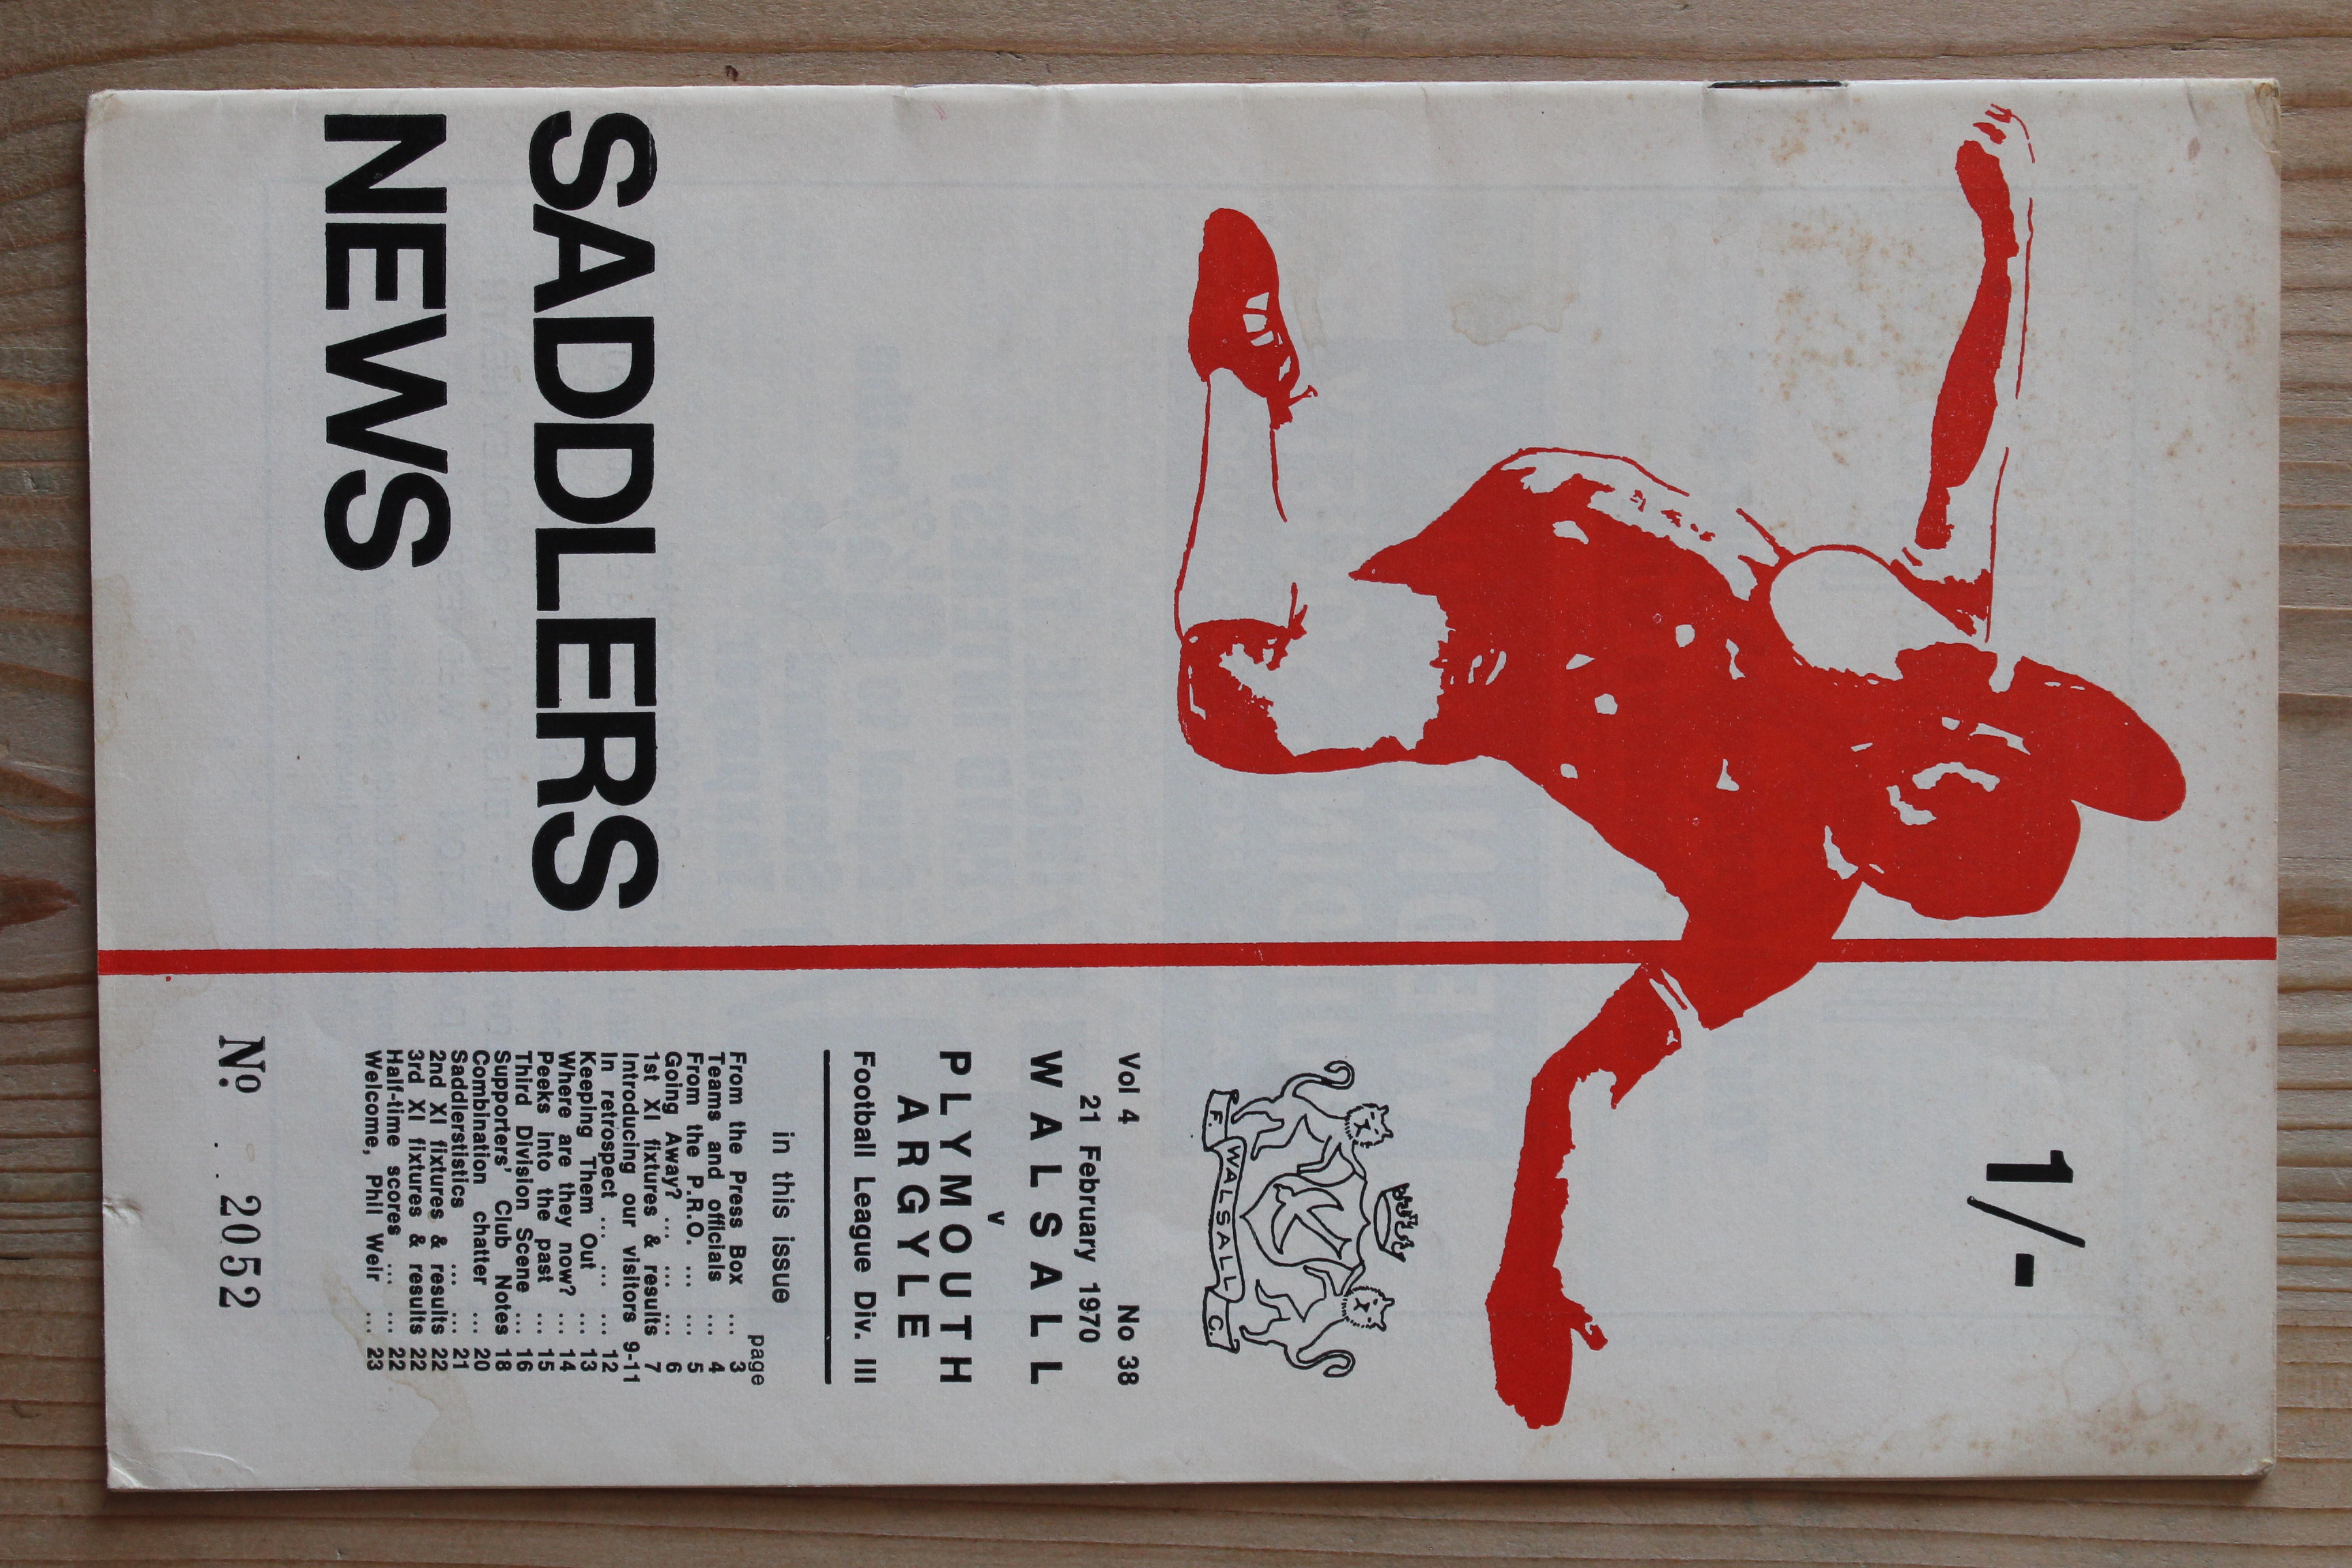 1/-
F. WALSALL C.
Vol 4 No 38
21 February 1970
WALSALL
v
PLYMOUTH
ARGYLE
Football League Div. III
in this issue
page
From the Press Box ... 3
Teams and officials ... 4
From the P.R.O. ... ... 5
Going Away? ... ... ... 6
1st XI fixtures & results 7
Introducing our visitors 9-11
In retrospect ... ... ... 12
Keeping Them Out ... 13
Where are they now? ... 14
Peeks into the past ... 15
Third Division Scene ... 16
Supporters' Club Notes 18
Combination chatter ... 20
Saddlerstistics ... ... 21
2nd XI fixtures & results 22
3rd XI fixtures & results 22
Half-time scores ... ... 22
Welcome, Phil Weir ... 23
SADDLERS
NEWS
No. 2052